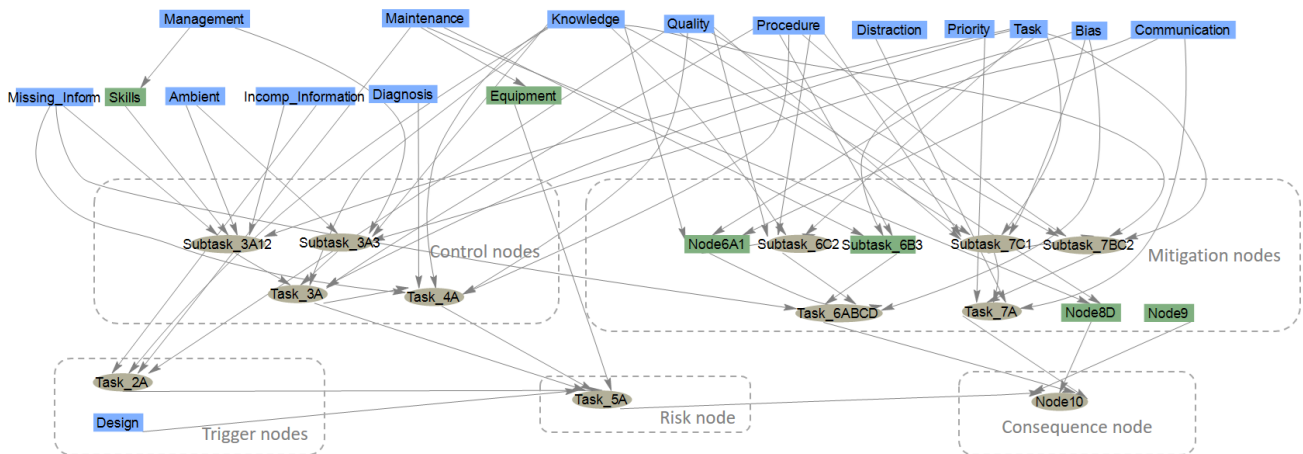 Management
Maintenance
Knowledge
Quality
Procedure
Distraction
Priority
Task
Bias
Communication
Missing_Inform
Skills
Ambient
Incomp_Information
Diagnosis
Equipment
Subtask_3A12
Subtask_3A3
Control nodes
Node6A1
Subtask_6C2
Subtask_6B3
Subtask_7C1
Subtask_7BC2
Mitigation nodes
Task_3A
Task_4A
Task_6ABCD
Task_7A
Node8D
Node9
Task_2A
Task_5A
Node10
Design
Trigger nodes
Risk node
Consequence node